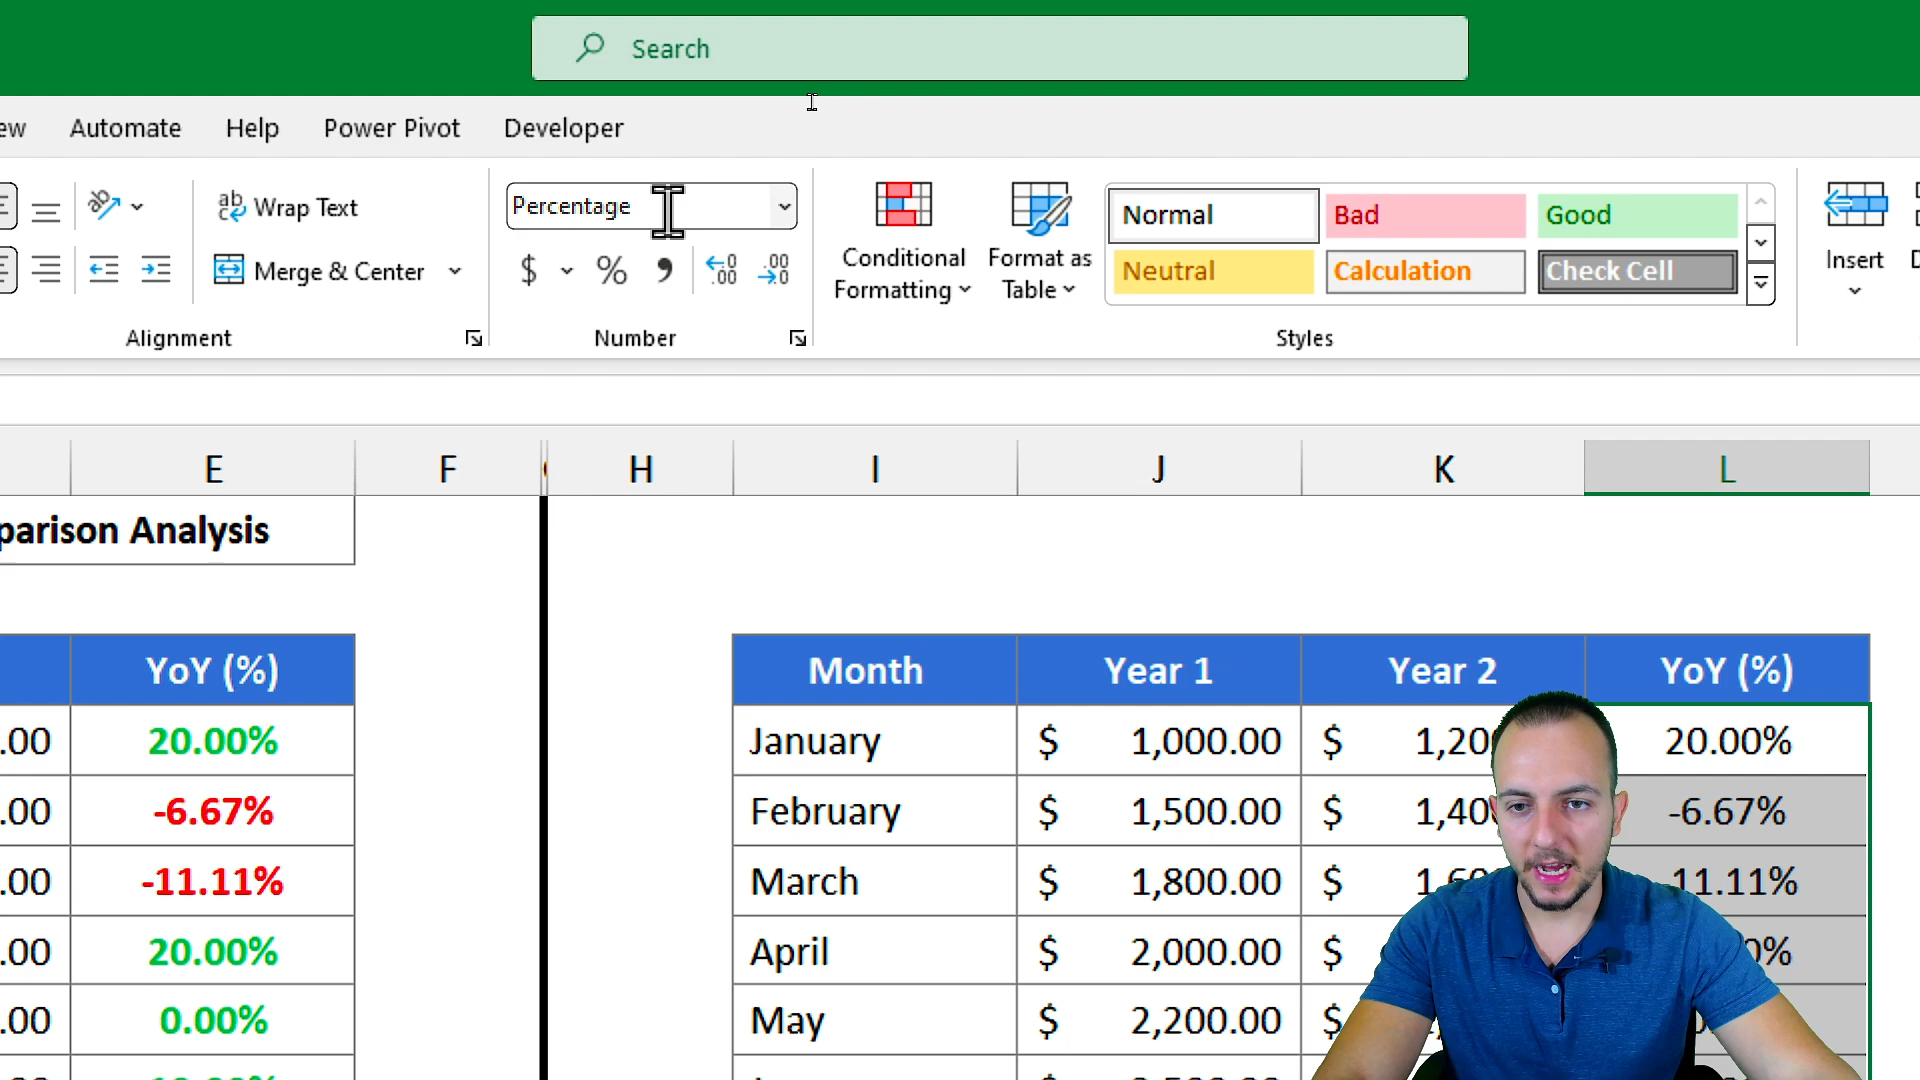 Search
ew Automate Help Power Pivot Developer
Wrap Text
Percentage
Merge & Center
$ % , .00 .00
Conditional Formatting
Format as Table
Normal Bad Good
Neutral Calculation Check Cell
Insert
Alignment Number Styles
E F H I J K L
parison Analysis
YoY (%) Month Year 1 Year 2 YoY (%)
.00 20.00% January $ 1,000.00 $ 1,20 20.00%
.00 -6.67% February $ 1,500.00 $ 1,40 -6.67%
.00 -11.11% March $ 1,800.00 $ 11.11%
.00 20.00% April $ 2,000.00 $ 0%
.00 0.00% May $ 2,200.00 $